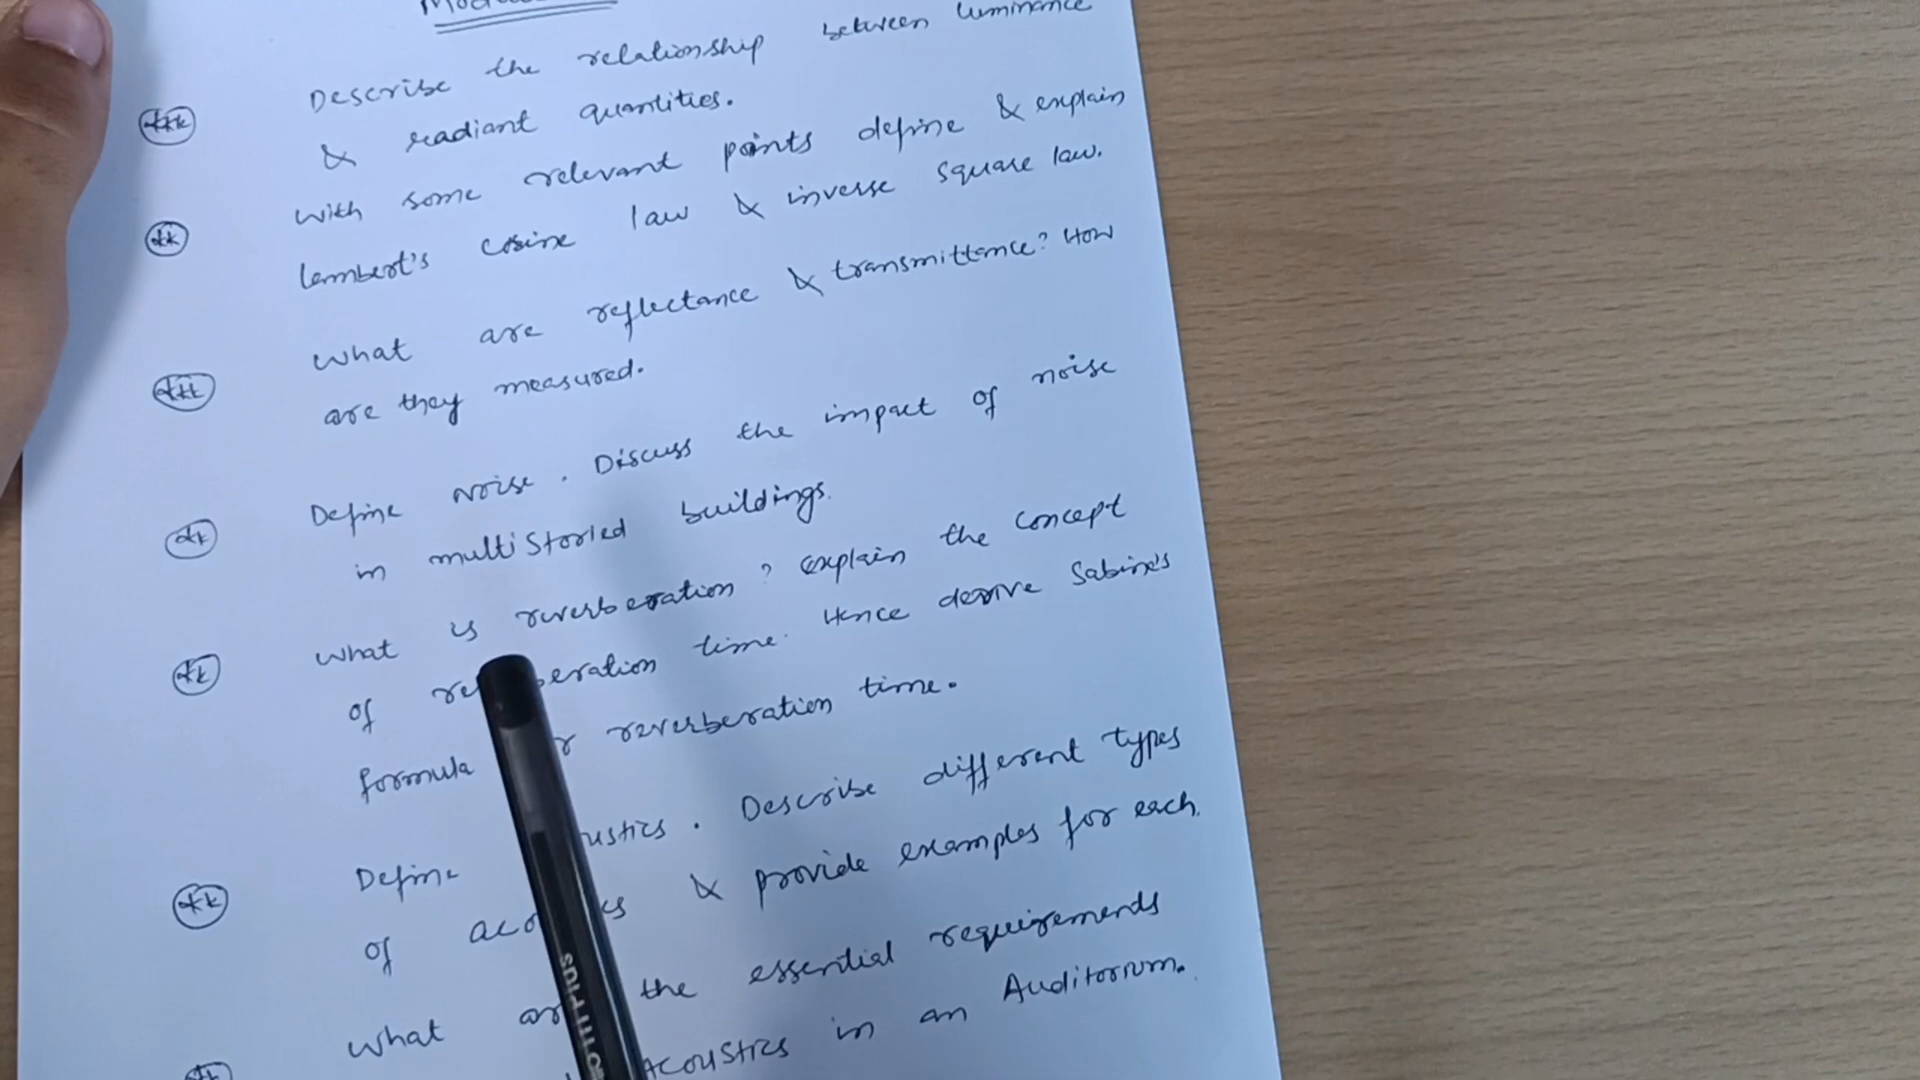 Describe the relationship between luminance
& radiant quantities.
with some relevant points define & explain
lambert's cosine law & inverse square law.
what are reflectance & transmittance? How
are they measured.
Define Noise. Discuss the impact of noise
in multi Storied buildings.
what is reverberation? explain the concept
of time. Hence derive Sabine's
formula reverberation time.
Define Describe different types
of & provide examples for each.
what the essential requirements
Acoustics in an Auditorium.